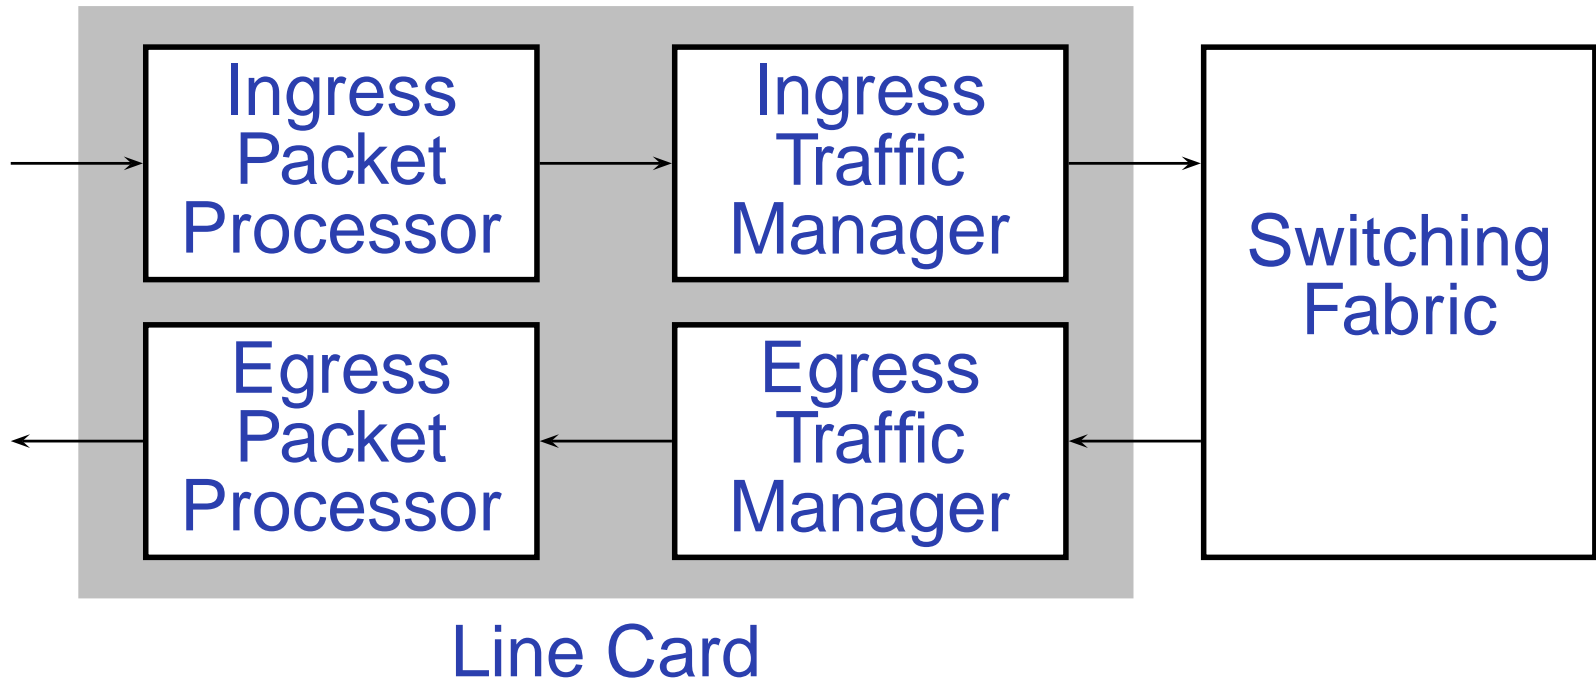 Ingress
Packet
Processor
Ingress
Traffic
Manager
Switching
Fabric
Egress
Packet
Processor
Egress
Traffic
Manager
Line Card